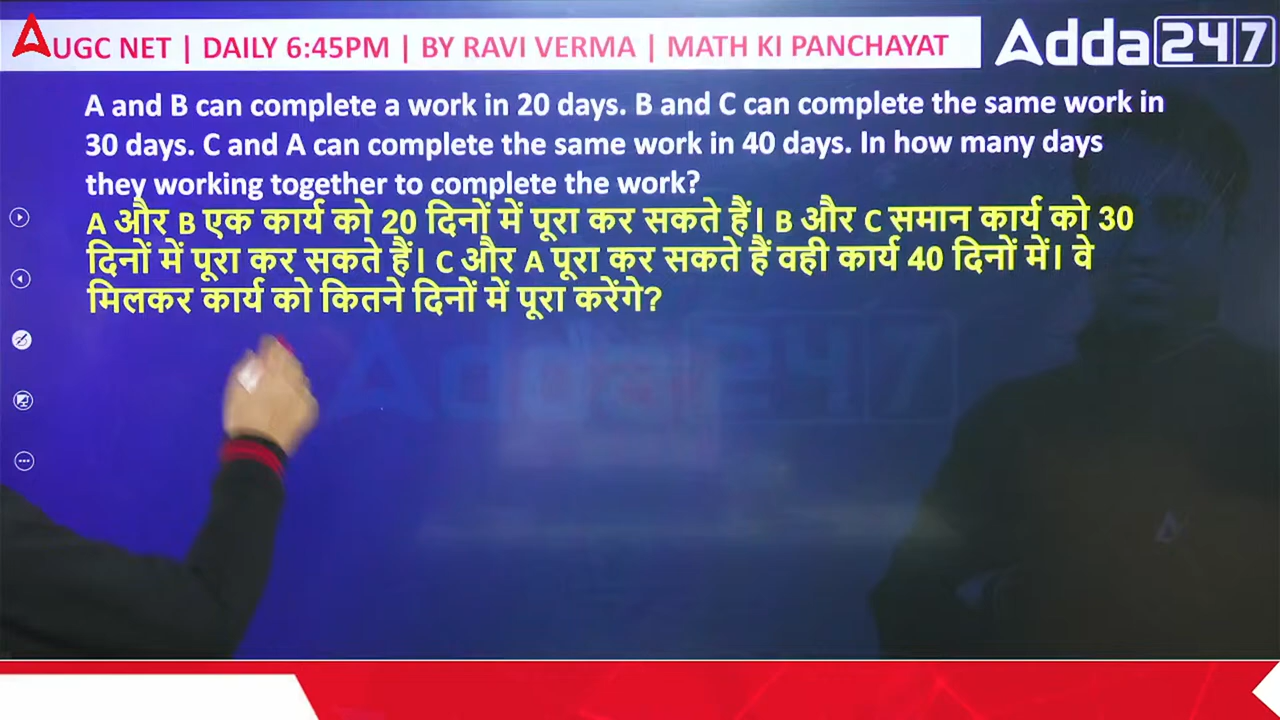 UGC NET | DAILY 6:45PM | BY RAVI VERMA | MATH KI PANCHAYAT
Adda247
A and B can complete a work in 20 days. B and C can complete the same work in
30 days. C and A can complete the same work in 40 days. In how many days
they working together to complete the work?
A और B एक कार्य को 20 दिनों में पूरा कर सकते हैं। B और C समान कार्य को 30
दिनों में पूरा कर सकते हैं। C और A पूरा कर सकते हैं वही कार्य 40 दिनों में। वे
मिलकर कार्य को कितने दिनों में पूरा करेंगे?
Adda247